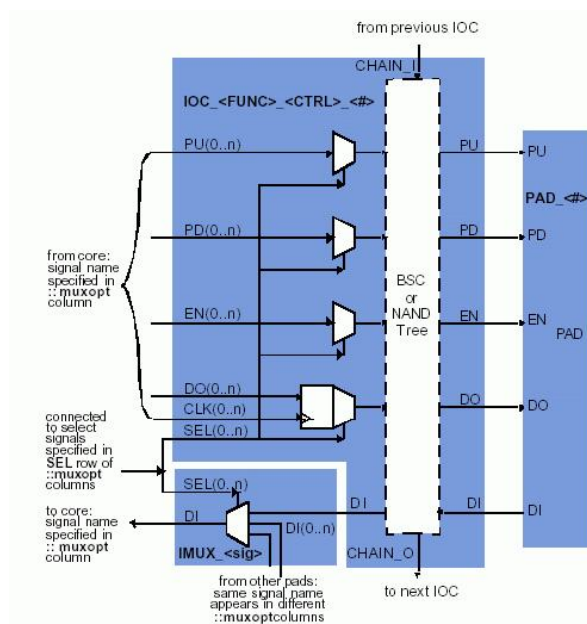 from previous IOC
CHAIN_I
IOC_<FUNC>_<CTRL>_<#>
PU(0..n)
PU
PU
PAD_<#>
PD(0..n)
PD
PD
from core:
signal name
specified in
::muxopt
column
BSC
or
NAND
Tree
EN(0..n)
EN
EN
PAD
DO(0..n)
DO
DO
CLK(0..n)
SEL(0..n)
connected
to select
signals
specified in
SEL row of
::muxopt
columns
SEL(0..n)
DI
DI
DI
to core:
signal name
specified in
:: muxopt
column
DI
DI(0..n)
IMUX_<sig>
CHAIN_O
from other pads:
same signal name
appears in different
::muxoptcolumns
to next IOC